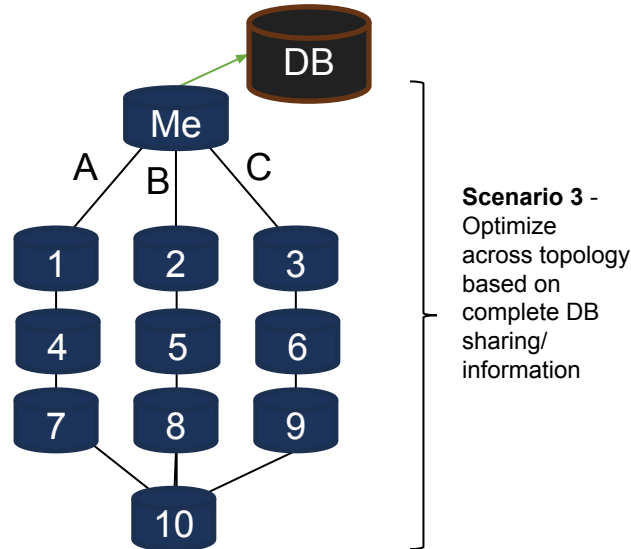 DB
Me
A
B
C
1
2
3
4
5
6
7
8
9
10
Scenario 3 -
Optimize
across topology
based on
complete DB
sharing/
information